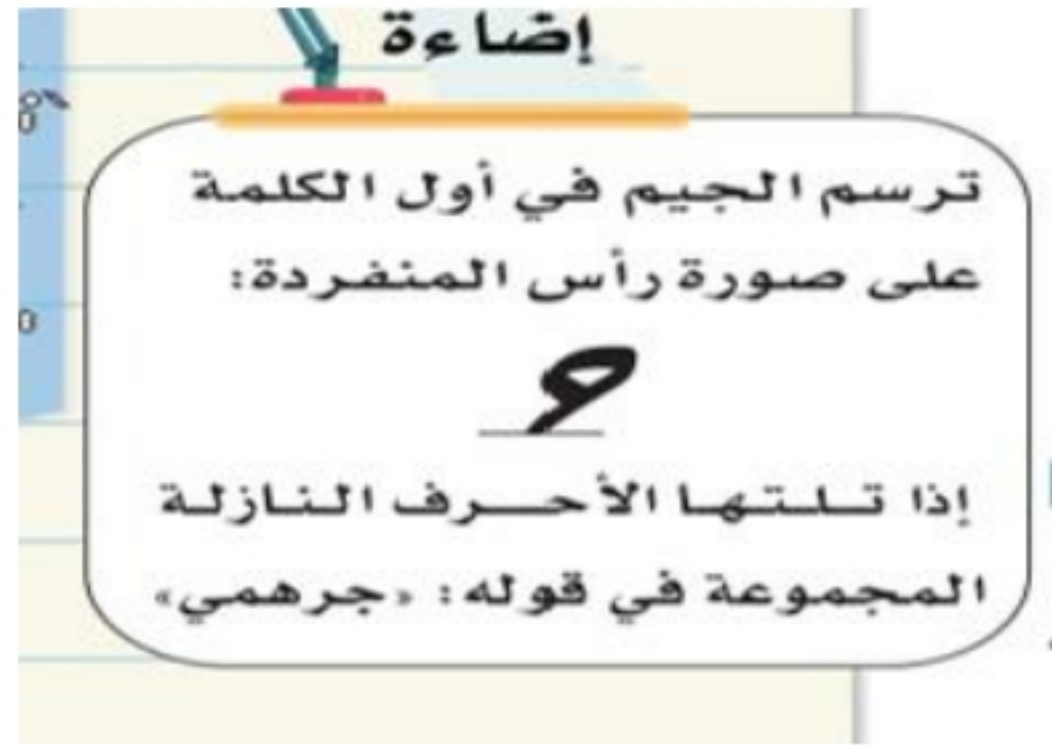 إضاءة
ترسم الجيم في أول الكلمة
على صورة رأس المنفردة:
إذا تلتها الأحرف النازلة
المجموعة في قوله: «جرهمي»